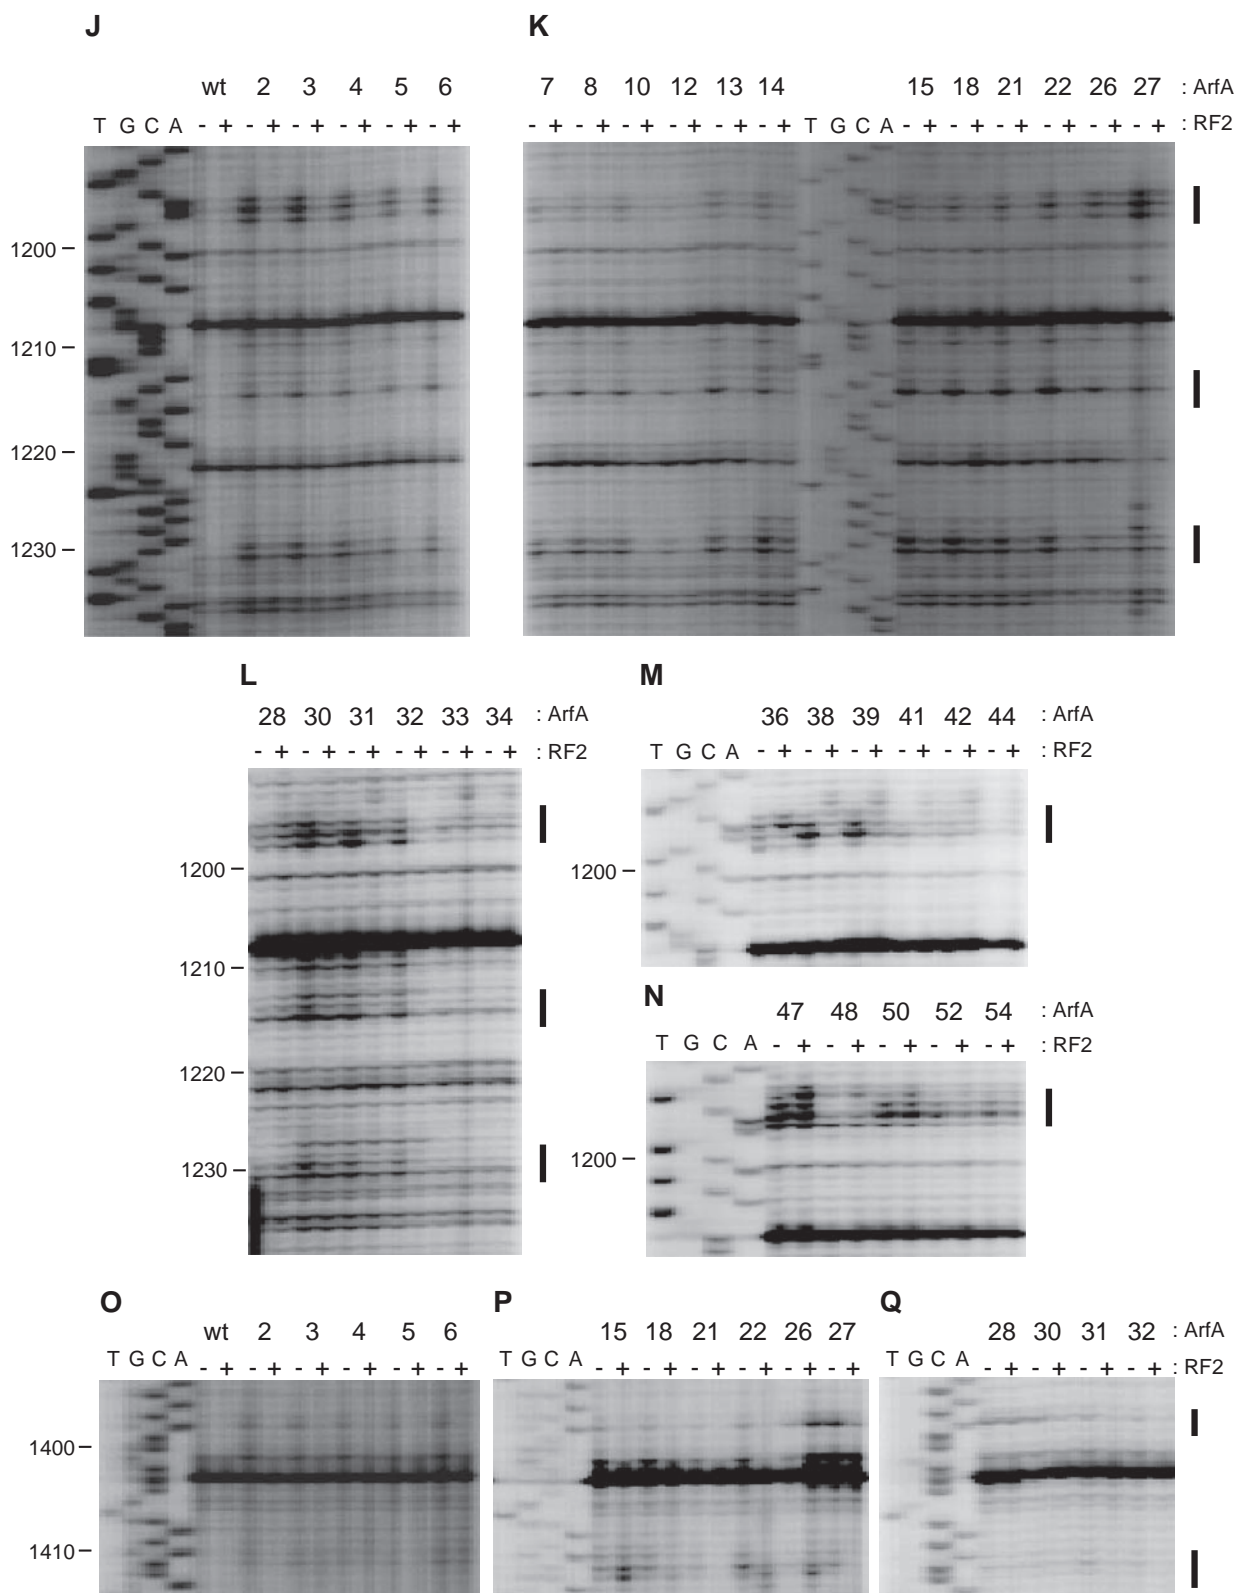 J
wt 2 3 4 5 6
T G C A - + - + - + - + - + - +
1200
1210
1220
1230
K
7 8 10 12 13 14 15 18 21 22 26 27 : ArfA
- + - + - + - + - + - + T G C A - + - + - + - + - + - + : RF2
L
28 30 31 32 33 34 : ArfA
- + - + - + - + - + - + : RF2
1200
1210
1220
1230
M
36 38 39 41 42 44 : ArfA
T G C A - + - + - + - + - + - + : RF2
1200
N
47 48 50 52 54 : ArfA
T G C A - + - + - + - + - + : RF2
1200
O
wt 2 3 4 5 6
T G C A - + - + - + - + - + - +
1400
1410
P
15 18 21 22 26 27
T G C A - + - + - + - + - + - +
Q
28 30 31 32 : ArfA
T G C A - + - + - + - + : RF2